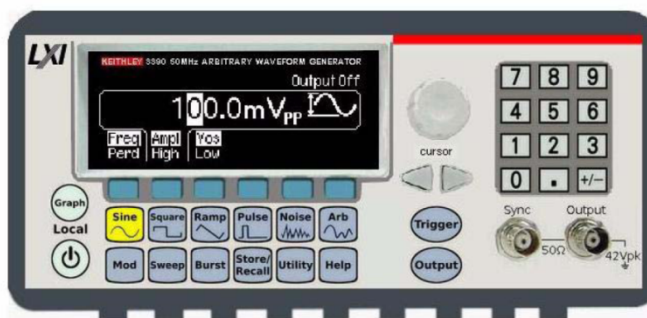 LXI
KEITHLEY 3390 50MHz ARBITRARY WAVEFORM GENERATOR
Output Off
100.0mVPP
Freq Ampl Vos
Perd High Low
cursor
7 8 9
4 5 6
1 2 3
0 . +/−
Graph
Local
Sine Square Ramp Pulse Noise Arb
Mod Sweep Burst Store/Recall Utility Help
Trigger
Output
Sync Output
50Ω
42Vpk